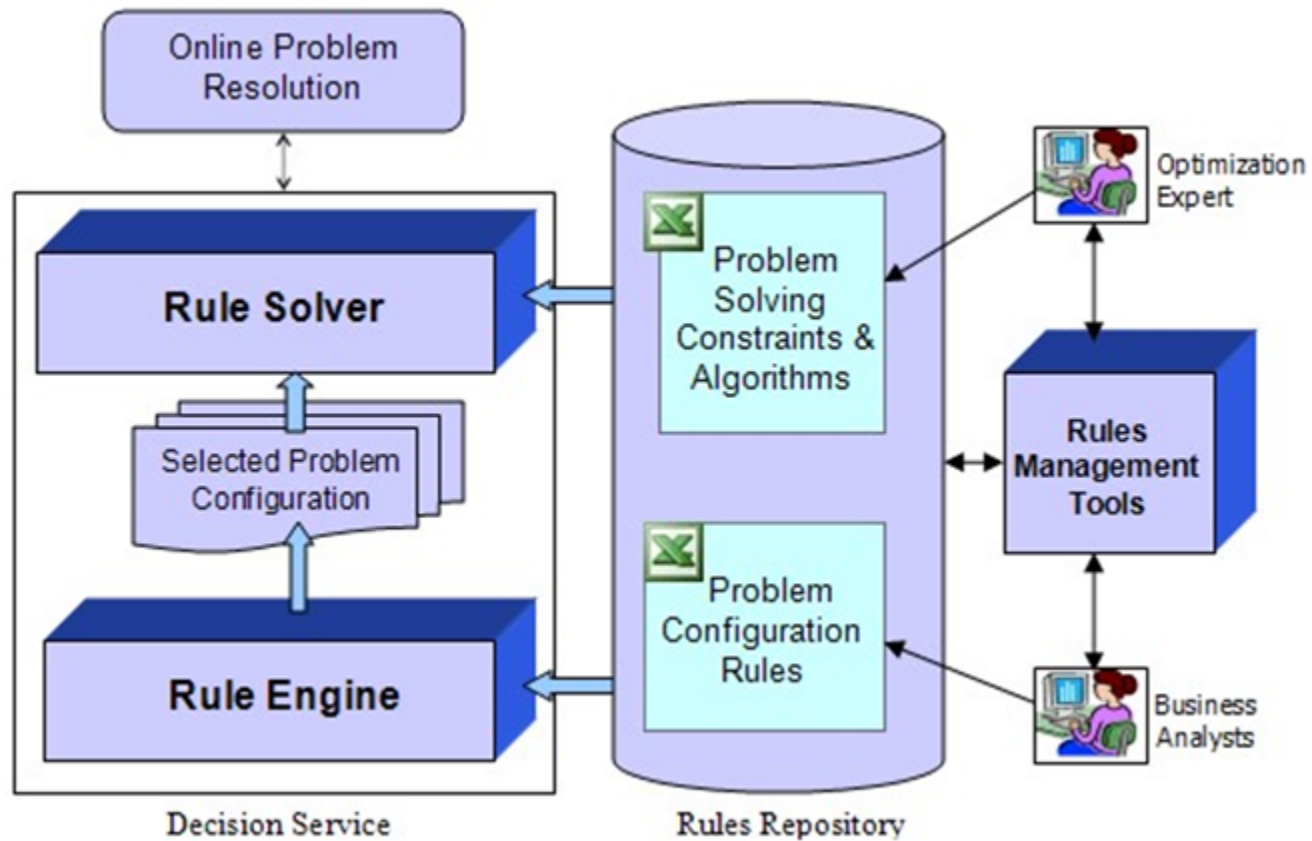 Online Problem
Resolution
Rule Solver
Selected Problem
Configuration
Rule Engine
Decision Service
Problem
Solving
Constraints &
Algorithms
Problem
Configuration
Rules
Rules Repository
Optimization
Expert
Rules
Management
Tools
Business
Analysts